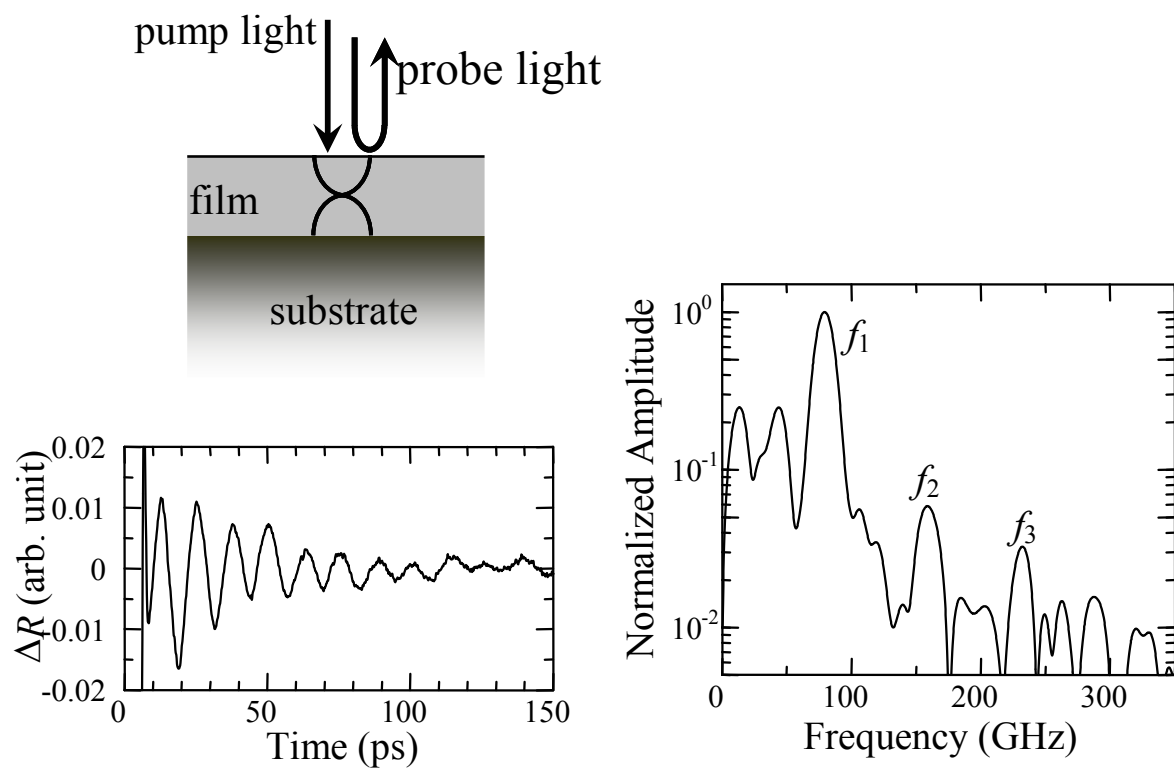 pump light
probe light
film
substrate
0.02
0.01
0
-0.01
-0.02
ΔR (arb. unit)
0 50 100 150
Time (ps)
10⁰
10⁻¹
10⁻²
Normalized Amplitude
f₁
f₂
f₃
0 100 200 300
Frequency (GHz)